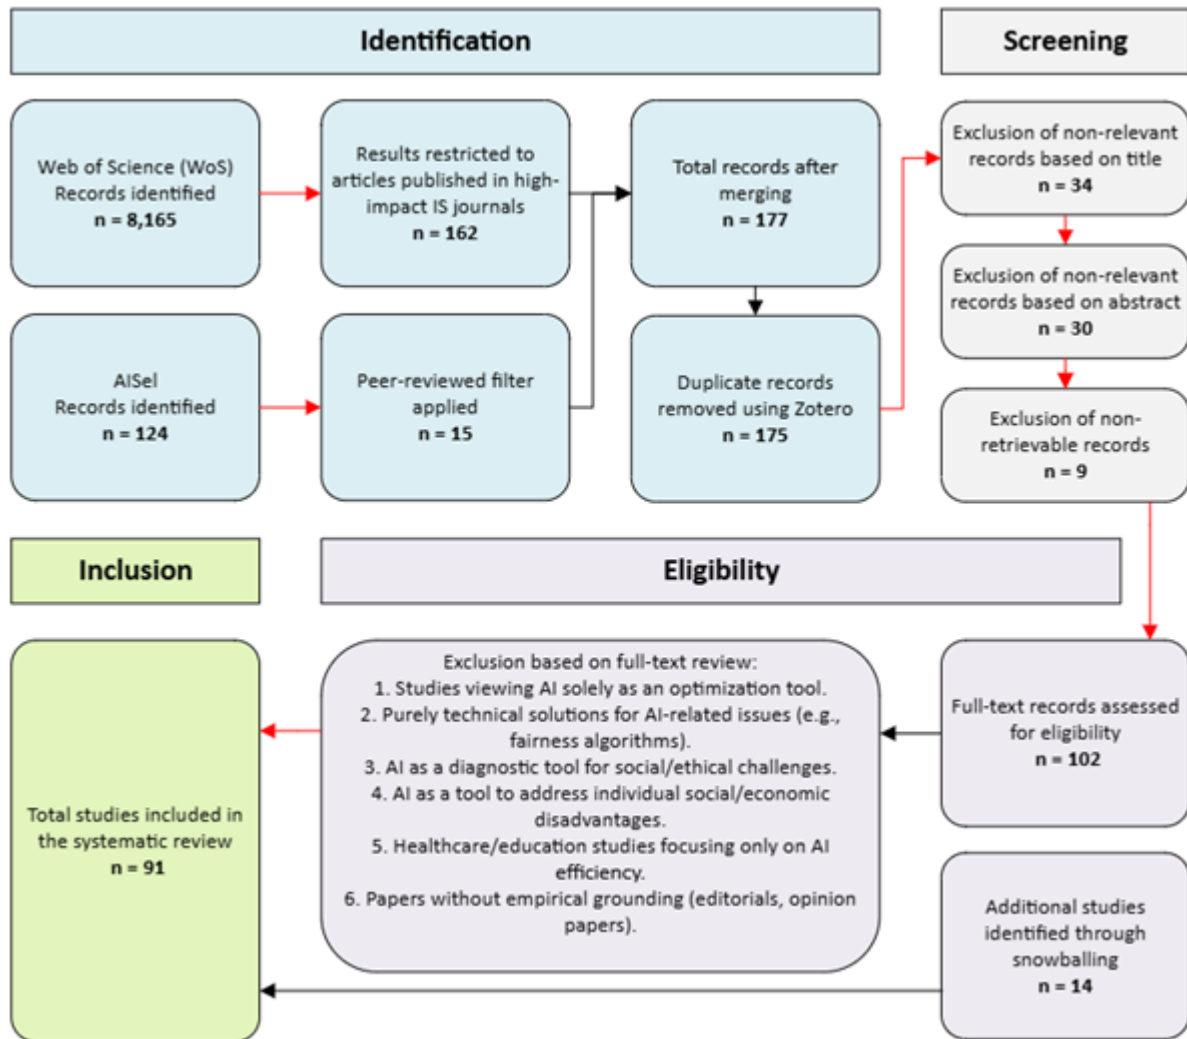 Identification
Screening
Web of Science (WoS)
Records identified
n = 8,165
Results restricted to
articles published in high-
impact IS journals
n = 162
Total records after
merging
n = 177
Exclusion of non-relevant
records based on title
n = 34
Exclusion of non-relevant
records based on abstract
n = 30
AISel
Records identified
n = 124
Peer-reviewed filter
applied
n = 15
Duplicate records
removed using Zotero
n = 175
Exclusion of non-
retrievable records
n = 9
Inclusion
Eligibility
Total studies included in
the systematic review
n = 91
Exclusion based on full-text review:
1. Studies viewing AI solely as an optimization tool.
2. Purely technical solutions for AI-related issues (e.g.,
fairness algorithms).
3. AI as a diagnostic tool for social/ethical challenges.
4. AI as a tool to address individual social/economic
disadvantages.
5. Healthcare/education studies focusing only on AI
efficiency.
6. Papers without empirical grounding (editorials, opinion
papers).
Full-text records assessed
for eligibility
n = 102
Additional studies
identified through
snowballing
n = 14